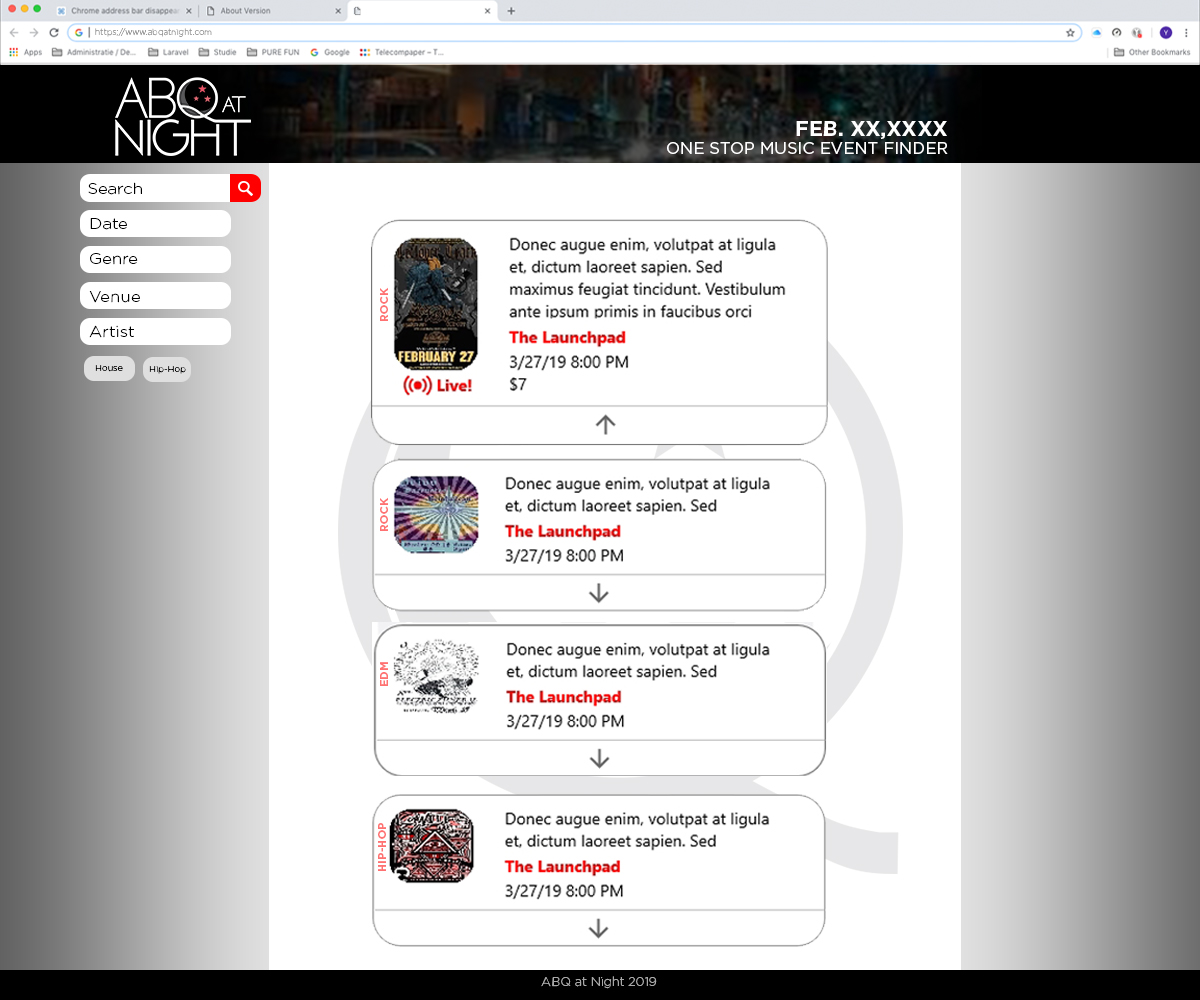 Chrome address bar disappea
About Version
https://www.abqatnight.com
Apps
Administratie / De...
Laravel
Studie
PURE FUN
Google
Telecompaper – T...
Other Bookmarks
ABQ AT
NIGHT
FEB. XX,XXXX
ONE STOP MUSIC EVENT FINDER
Search
Date
Genre
Venue
Artist
House
Hip-Hop
ROCK
FEBRUARY 27
Live!
Donec augue enim, volutpat at ligula
et, dictum laoreet sapien. Sed
maximus feugiat tincidunt. Vestibulum
ante ipsum primis in faucibus orci
The Launchpad
3/27/19 8:00 PM
$7
ROCK
Donec augue enim, volutpat at ligula
et, dictum laoreet sapien. Sed
The Launchpad
3/27/19 8:00 PM
EDM
Donec augue enim, volutpat at ligula
et, dictum laoreet sapien. Sed
The Launchpad
3/27/19 8:00 PM
HIP-HOP
Donec augue enim, volutpat at ligula
et, dictum laoreet sapien. Sed
The Launchpad
3/27/19 8:00 PM
ABQ at Night 2019